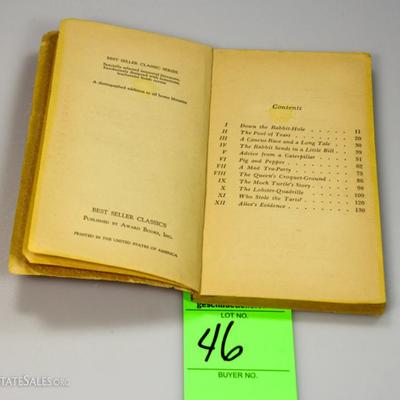 BEST SELLER CLASSIC SERIES
A distinguished addition to all home libraries
BEST SELLER CLASSICS
PUBLISHED BY AWARD BOOKS, INC.
PRINTED IN THE UNITED STATES OF AMERICA
Contents
I Down the Rabbit-Hole 11
II The Pool of Tears 20
III A Caucus-Race and a Long Tale 30
IV The Rabbit Sends in a Little Bill 39
V Advice from a Caterpillar 51
VI Pig and Pepper 62
VII A Mad Tea-Party 75
VIII The Queen's Croquet-Ground 86
IX The Mock Turtle's Story
X The Lobster-Quadrille
XI Who Stole the Tarts? 120
XII Alice's Evidence 130
LOT NO.
46
BUYER NO.
TATESALES.ORG